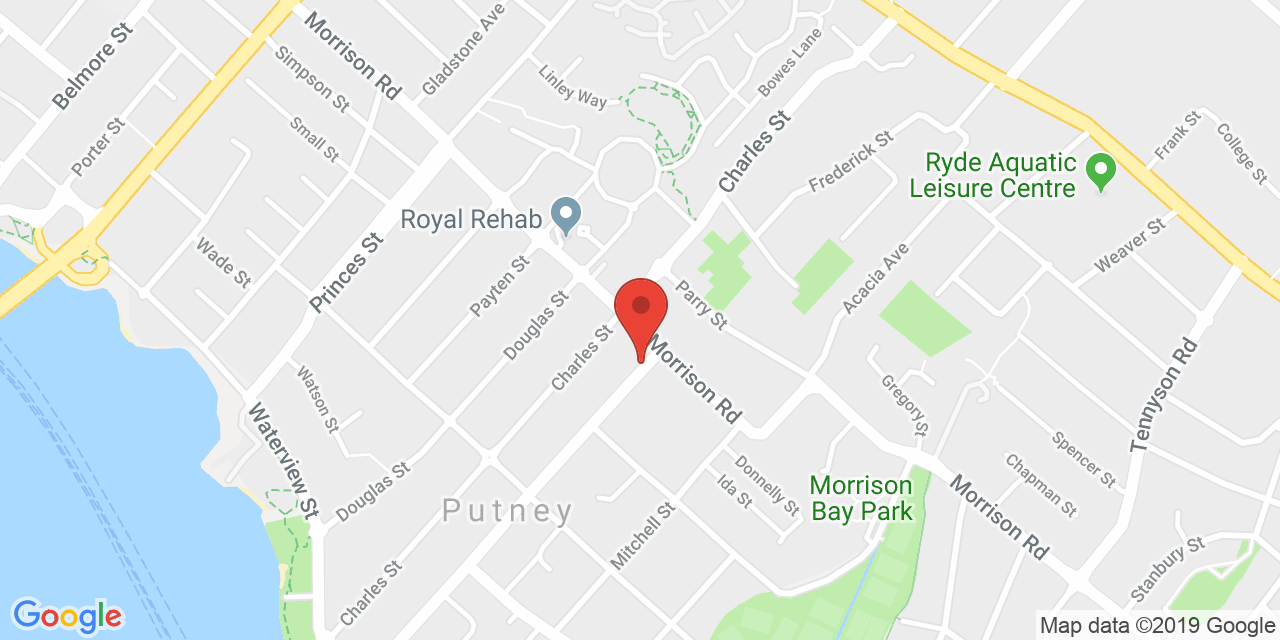 Belmore St
Morrison Rd
Gladstone Ave
Simpson St
Linley Way
Bowes Lane
Porter St
Small St
Charles St
Frederick St
Frank St
College St
Ryde Aquatic
Leisure Centre
Royal Rehab
Wade St
Princes St
Payten St
Weaver St
Acacia Ave
Parry St
Douglas St
Charles St
Morrison Rd
Tennyson Rd
Watson St
Gregory St
Waterview St
Douglas St
Spencer St
Donnelly St
Ida St
Chapman St
Morrison
Bay Park
Morrison Rd
Putney
Mitchell St
Stanbury St
Charles St
Google
Map data ©2019 Google